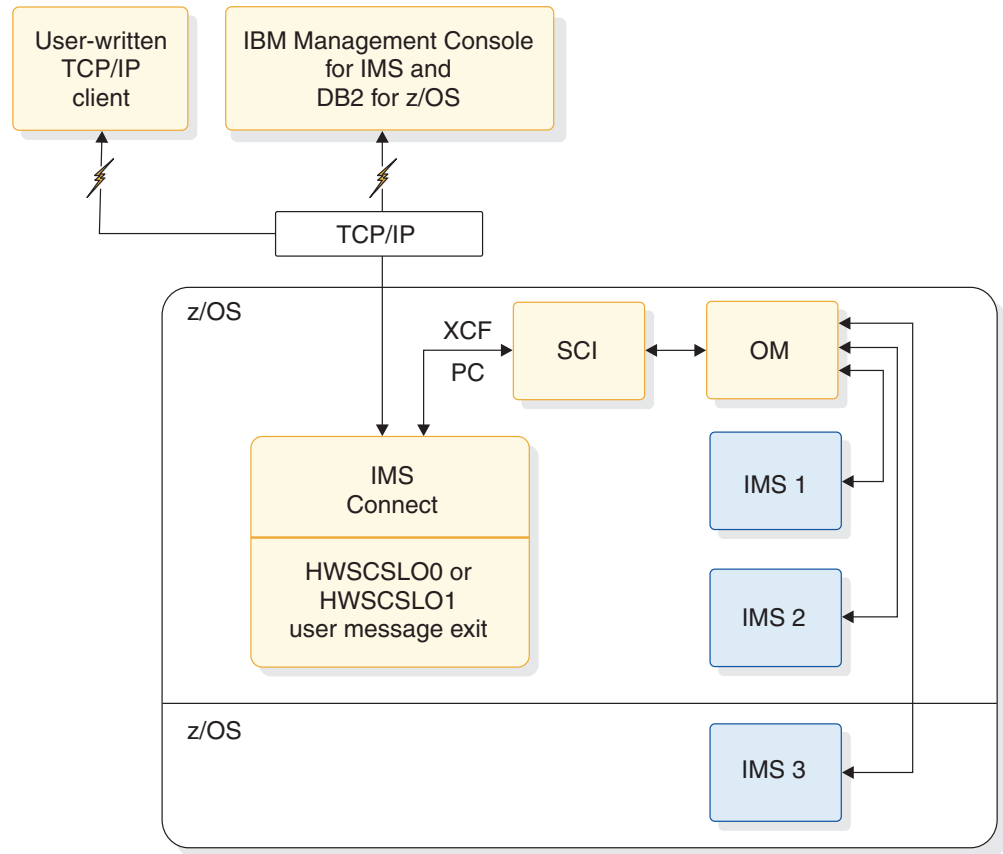 User-written
TCP/IP
client
IBM Management Console
for IMS and
DB2 for z/OS
TCP/IP
z/OS
XCF
PC
SCI
OM
IMS
Connect
HWSCSLO0 or
HWSCSLO1
user message exit
IMS 1
IMS 2
z/OS
IMS 3